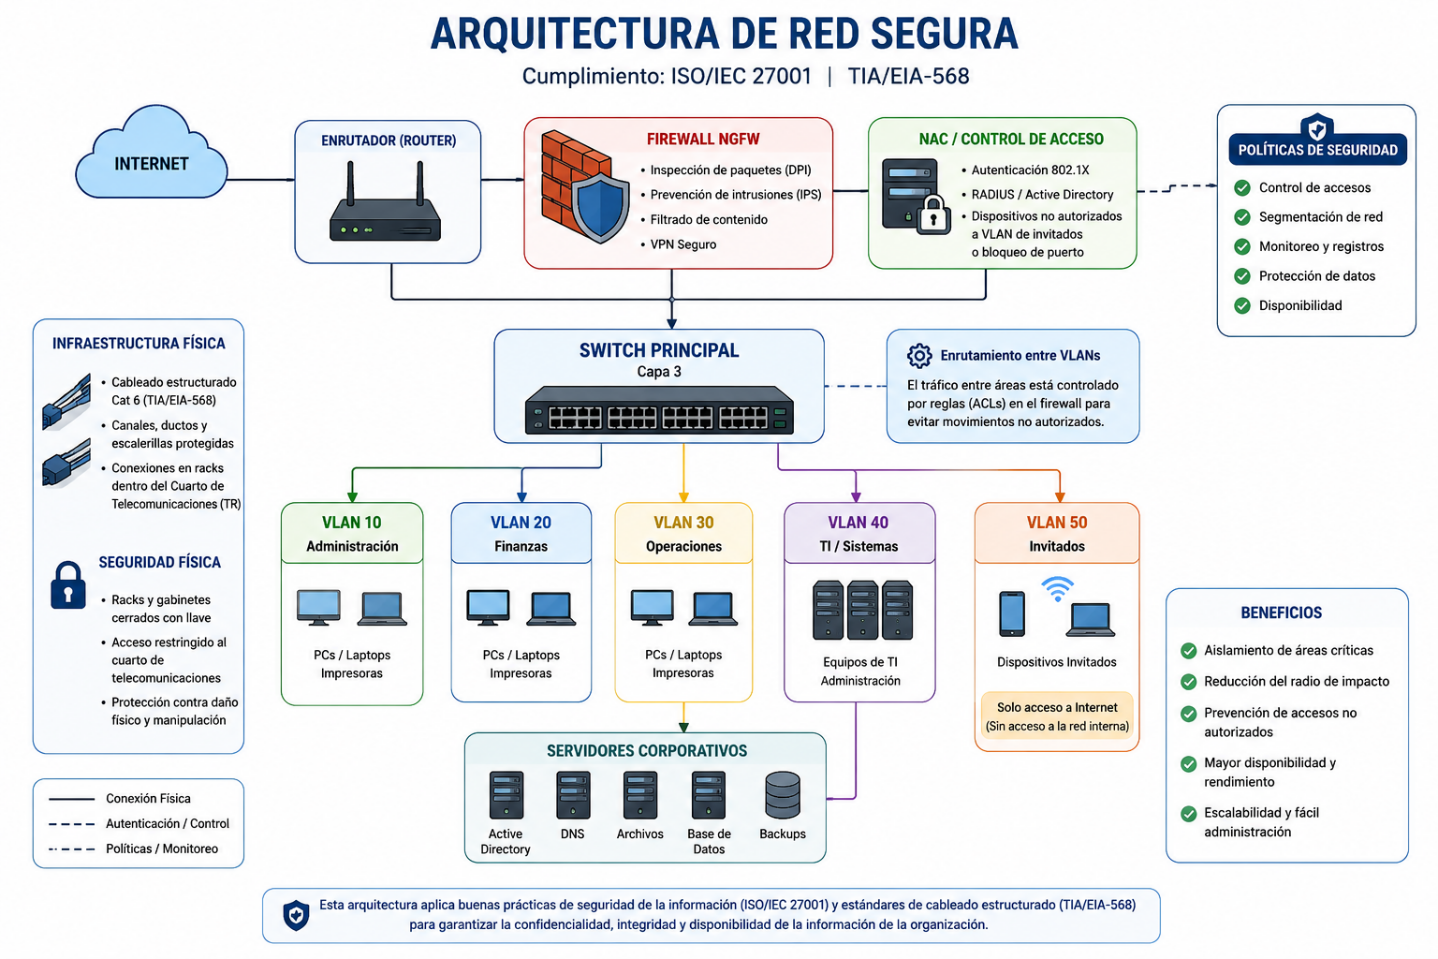 ARQUITECTURA DE RED SEGURA
Cumplimiento: ISO/IEC 27001 | TIA/EIA-568
INTERNET
ENRUTADOR (ROUTER)
FIREWALL NGFW
• Inspección de paquetes (DPI)
• Prevención de intrusiones (IPS)
• Filtrado de contenido
• VPN Seguro
NAC / CONTROL DE ACCESO
• Autenticación 802.1X
• RADIUS / Active Directory
• Dispositivos no autorizados
a VLAN de invitados
o bloqueo de puerto
POLÍTICAS DE SEGURIDAD
Control de accesos
Segmentación de red
Monitoreo y registros
Protección de datos
Disponibilidad
INFRAESTRUCTURA FÍSICA
• Cableado estructurado
Cat 6 (TIA/EIA-568)
• Canales, ductos y
escalerillas protegidas
• Conexiones en racks
dentro del Cuarto de
Telecomunicaciones (TR)
SEGURIDAD FÍSICA
• Racks y gabinetes
cerrados con llave
• Acceso restringido al
cuarto de
telecomunicaciones
• Protección contra daño
físico y manipulación
SWITCH PRINCIPAL
Capa 3
Enrutamiento entre VLANs
El tráfico entre áreas está controlado
por reglas (ACLs) en el firewall para
evitar movimientos no autorizados.
VLAN 10
Administración
PCs / Laptops
Impresoras
VLAN 20
Finanzas
PCs / Laptops
Impresoras
VLAN 30
Operaciones
PCs / Laptops
Impresoras
VLAN 40
TI / Sistemas
Equipos de TI
Administración
VLAN 50
Invitados
Dispositivos Invitados
Solo acceso a Internet
(Sin acceso a la red interna)
BENEFICIOS
Aislamiento de áreas críticas
Reducción del radio de impacto
Prevención de accesos no
autorizados
Mayor disponibilidad y
rendimiento
Escalabilidad y fácil
administración
SERVIDORES CORPORATIVOS
Active
Directory
DNS
Archivos
Base de
Datos
Backups
Conexión Física
Autenticación / Control
Políticas / Monitoreo
Esta arquitectura aplica buenas prácticas de seguridad de la información (ISO/IEC 27001) y estándares de cableado estructurado (TIA/EIA-568)
para garantizar la confidencialidad, integridad y disponibilidad de la información de la organización.